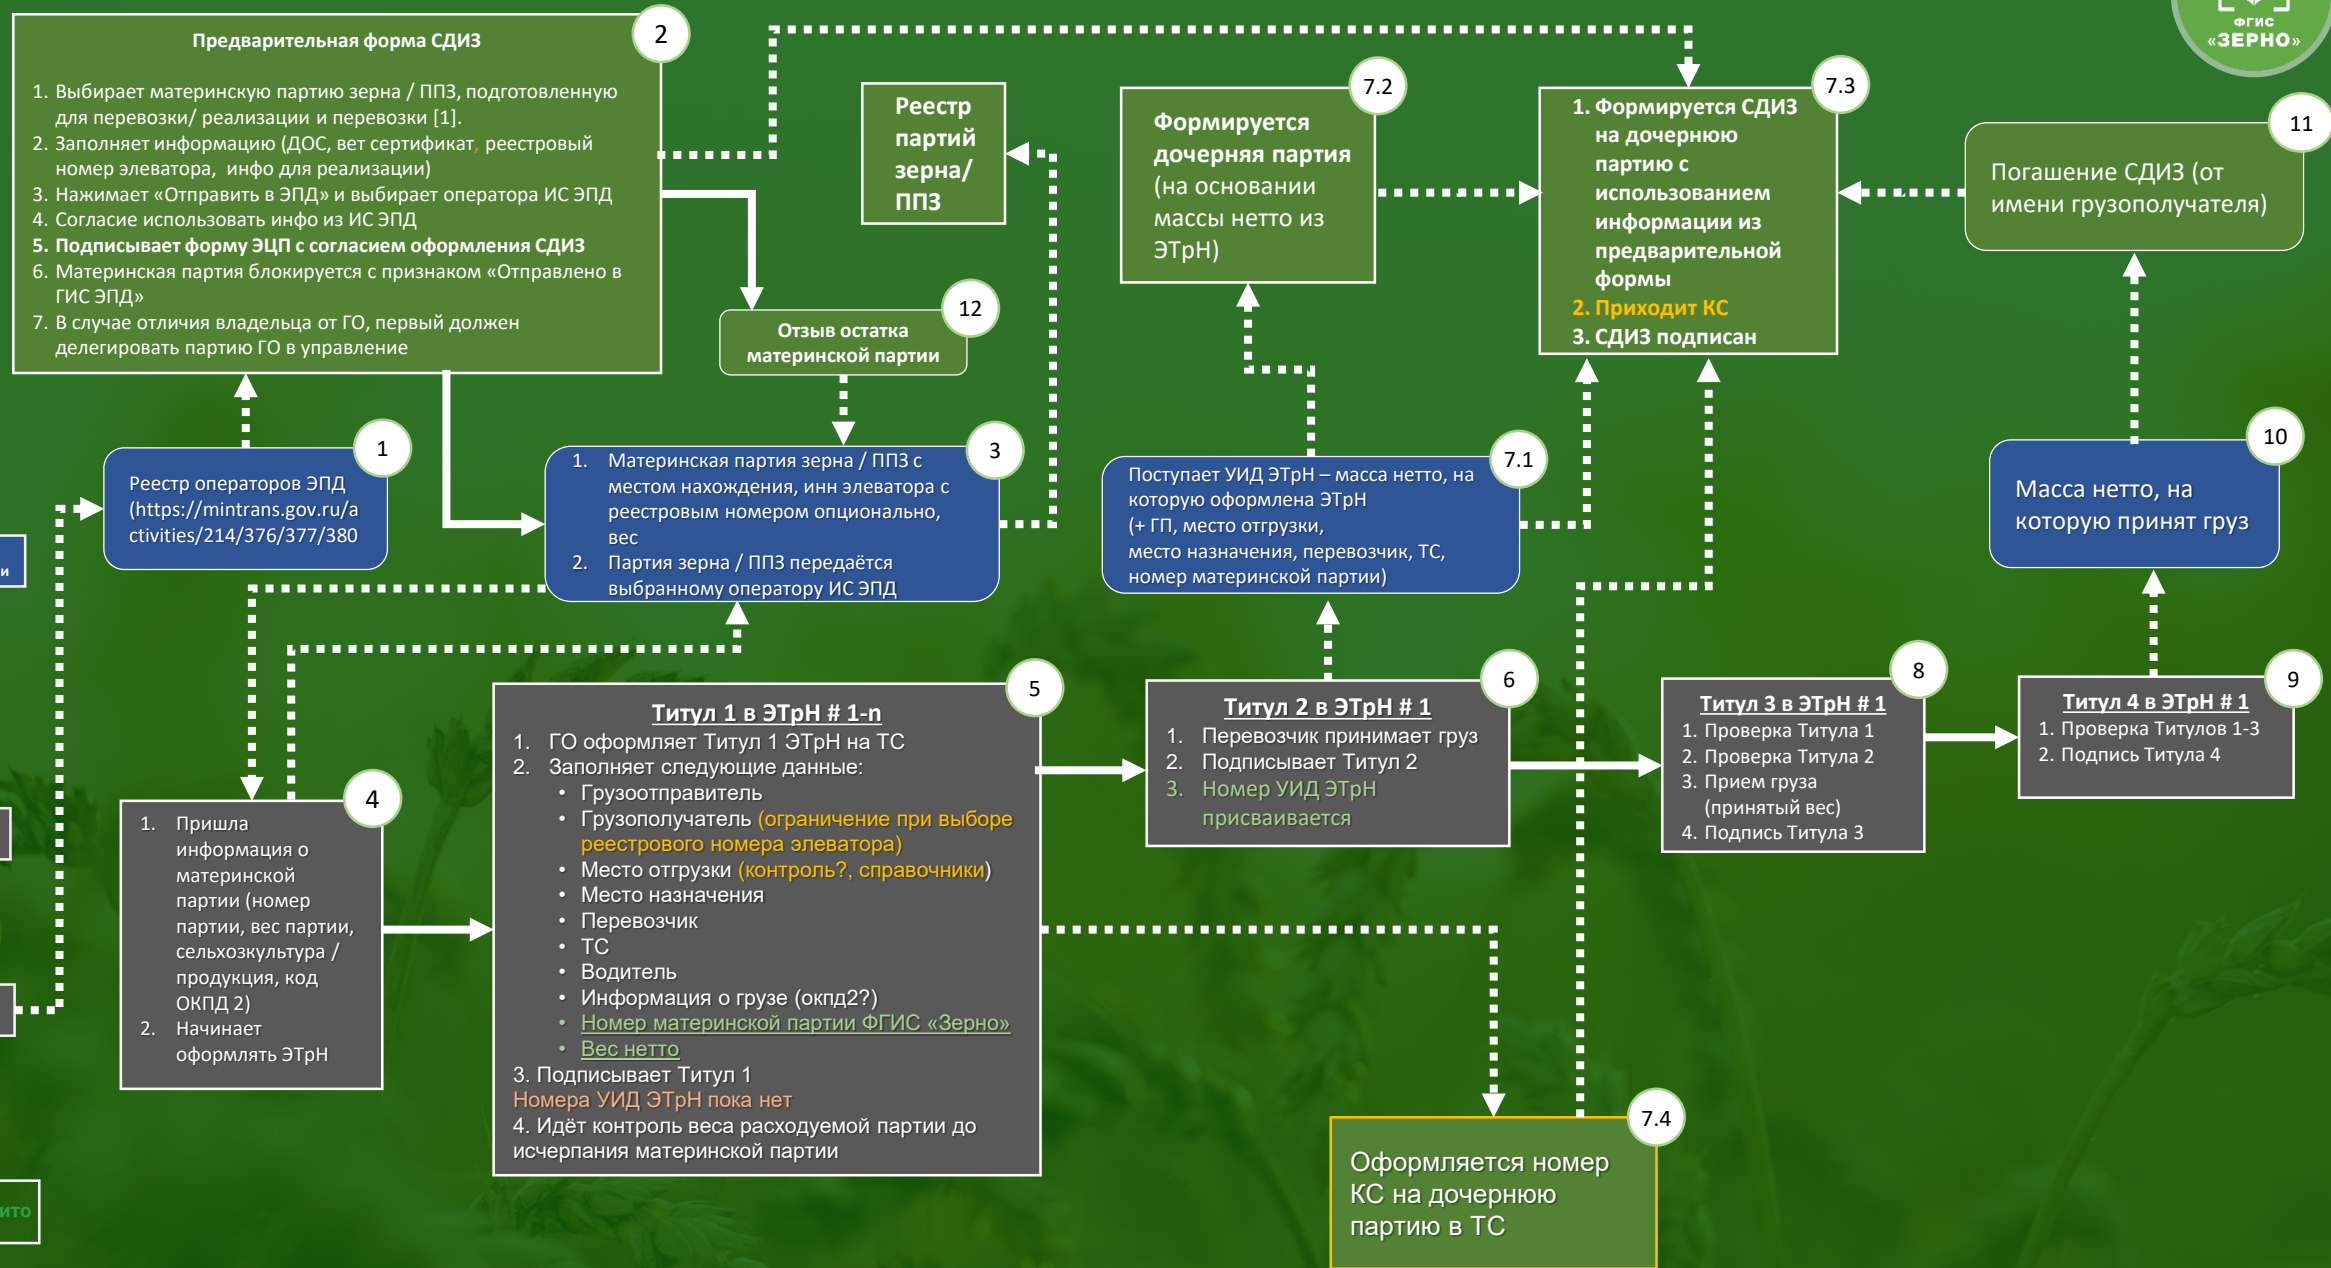 Предварительная форма СДИЗ
2
1. Выбирает материнскую партию зерна / ППЗ, подготовленную
для перевозки/ реализации и перевозки [1].
2. Заполняет информацию (ДОС, вет сертификат, реестровый
номер элеватора, инфо для реализации)
3. Нажимает «Отправить в ЭПД» и выбирает оператора ИС ЭПД
4. Согласие использовать инфо из ИС ЭПД
5. Подписывает форму ЭЦП с согласием оформления СДИЗ
6. Материнская партия блокируется с признаком «Отправлено в
ГИС ЭПД»
7. В случае отличия владельца от ГО, первый должен
делегировать партию ГО в управление
Реестр
партий
зерна/
ППЗ
7.2
Формируется
дочерняя партия
(на основании
массы нетто из
ЭТрН)
7.3
1. Формируется СДИЗ
на дочернюю
партию с
использованием
информации из
предварительной
формы
2. Приходит КС
3. СДИЗ подписан
ФГИС
«ЗЕРНО»
11
Погашение СДИЗ (от
имени грузополучателя)
12
Отзыв остатка
материнской партии
1
Реестр операторов ЭПД
(https://mintrans.gov.ru/a
ctivities/214/376/377/380
3
1. Материнская партия зерна / ППЗ с
местом нахождения, инн элеватора с
реестровым номером опционально,
вес
2. Партия зерна / ППЗ передаётся
выбранному оператору ИС ЭПД
7.1
Поступает УИД ЭТрН – масса нетто, на
которую оформлена ЭТрН
(+ ГП, место отгрузки,
место назначения, перевозчик, ТС,
номер материнской партии)
10
Масса нетто, на
которую принят груз
и
4
1. Пришла
информация о
материнской
партии (номер
партии, вес партии,
сельхозкультура /
продукция, код
ОКПД 2)
2. Начинает
оформлять ЭТрН
5
Титул 1 в ЭТрН # 1-n
1. ГО оформляет Титул 1 ЭТрН на ТС
2. Заполняет следующие данные:
• Грузоотправитель
• Грузополучатель (ограничение при выборе
реестрового номера элеватора)
• Место отгрузки (контроль?, справочники)
• Место назначения
• Перевозчик
• ТС
• Водитель
• Информация о грузе (окпд2?)
• Номер материнской партии ФГИС «Зерно»
• Вес нетто
3. Подписывает Титул 1
Номера УИД ЭТрН пока нет
4. Идёт контроль веса расходуемой партии до
исчерпания материнской партии
6
Титул 2 в ЭТрН # 1
1. Перевозчик принимает груз
2. Подписывает Титул 2
3. Номер УИД ЭТрН
присваивается
8
Титул 3 в ЭТрН # 1
1. Проверка Титула 1
2. Проверка Титула 2
3. Прием груза
(принятый вес)
4. Подпись Титула 3
9
Титул 4 в ЭТрН # 1
1. Проверка Титулов 1-3
2. Подпись Титула 4
7.4
Оформляется номер
КС на дочернюю
партию в ТС
ито